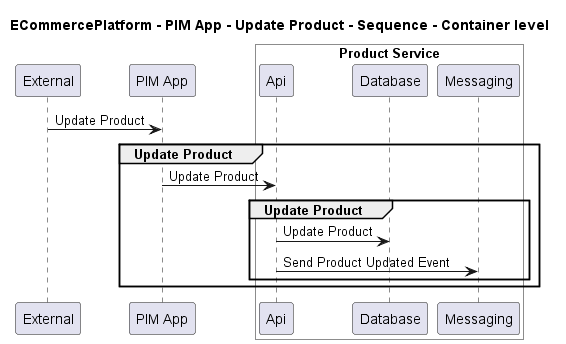 ECommercePlatform - PIM App - Update Product - Sequence - Container level
Product Service
External
PIM App
Api
Database
Messaging
Update Product
Update Product
Update Product
Update Product
Update Product
Send Product Updated Event
External
PIM App
Api
Database
Messaging